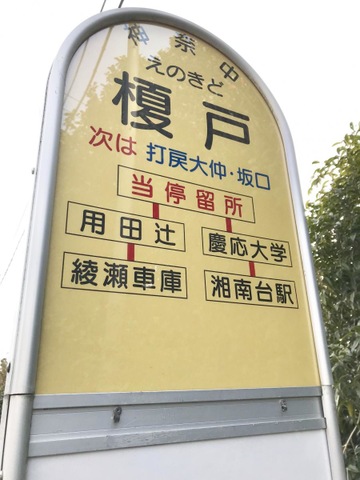 神奈中
えのきど
榎戸
次は 打戻大仲・坂口
当停留所
用田辻 慶応大学
綾瀬車庫 湘南台駅